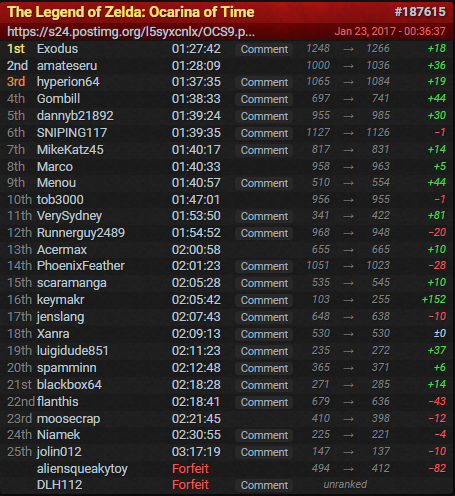 The Legend of Zelda: Ocarina of Time #187615
https://s24.postimg.org/l5syxcnlx/OCS9.p... Jan 23, 2017 - 00:36:37
1st Exodus 01:27:42 Comment 1248 → 1266 +18
2nd amateseru 01:28:09 1000 → 1036 +36
3rd hyperion64 01:35:35 Comment 1065 → 1084 +19
4th Gombill 01:38:33 Comment 697 → 741 +44
5th dannyb21892 01:39:24 Comment 955 → 985 +30
6th SNIPING117 01:39:35 Comment 1127 → 1126 −1
7th MikeKatz45 01:40:17 Comment 817 → 831 +14
8th Marco 01:40:33 958 → 963 +5
9th Menou 01:40:57 Comment 510 → 554 +44
10th tob3000 01:47:01 956 → 955 −1
11th VerySydney 01:53:50 Comment 341 → 422 +81
12th Runnerguy2489 01:54:52 Comment 968 → 948 −20
13th Acermax 02:00:58 655 → 665 +10
14th PhoenixFeather 02:01:23 Comment 1051 → 1023 −28
15th scaramanga 02:05:28 Comment 535 → 545 +10
16th keymakr 02:05:42 Comment 103 → 255 +152
17th jenslang 02:07:43 Comment 648 → 638 −10
18th Xanra 02:09:13 Comment 530 → 530 ±0
19th luigidude851 02:11:23 Comment 235 → 272 +37
20th spamminn 02:12:48 Comment 365 → 371 +6
21st blackbox64 02:18:28 Comment 271 → 285 +14
22nd flanthis 02:18:41 Comment 679 → 636 −43
23rd moosecrap 02:21:45 410 → 398 −12
24th Niamek 02:30:55 Comment 225 → 221 −4
25th jolin012 03:17:19 Comment 147 → 137 −10
aliensqueakytoy Forfeit 494 → 412 −82
DLH112 Forfeit Comment unranked